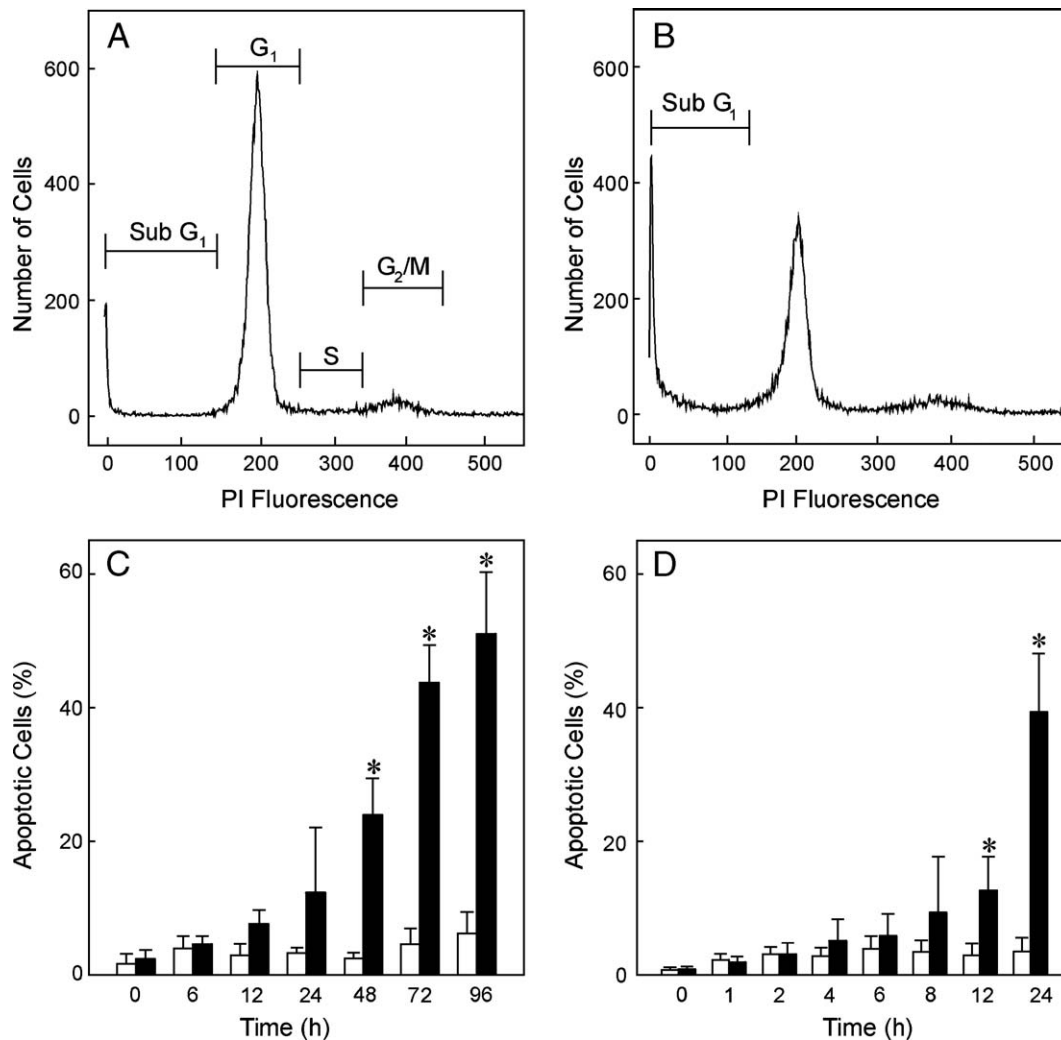 A
G1
600
400
200
0
Number of Cells
Sub G1
G2/M
S
0 100 200 300 400 500
PI Fluorescence
B
600
400
200
0
Number of Cells
Sub G1
0 100 200 300 400 500
PI Fluorescence
C
60
40
20
0
Apoptotic Cells (%)
* * *
0 6 12 24 48 72 96
Time (h)
D
60
40
20
0
Apoptotic Cells (%)
* *
0 1 2 4 6 8 12 24
Time (h)